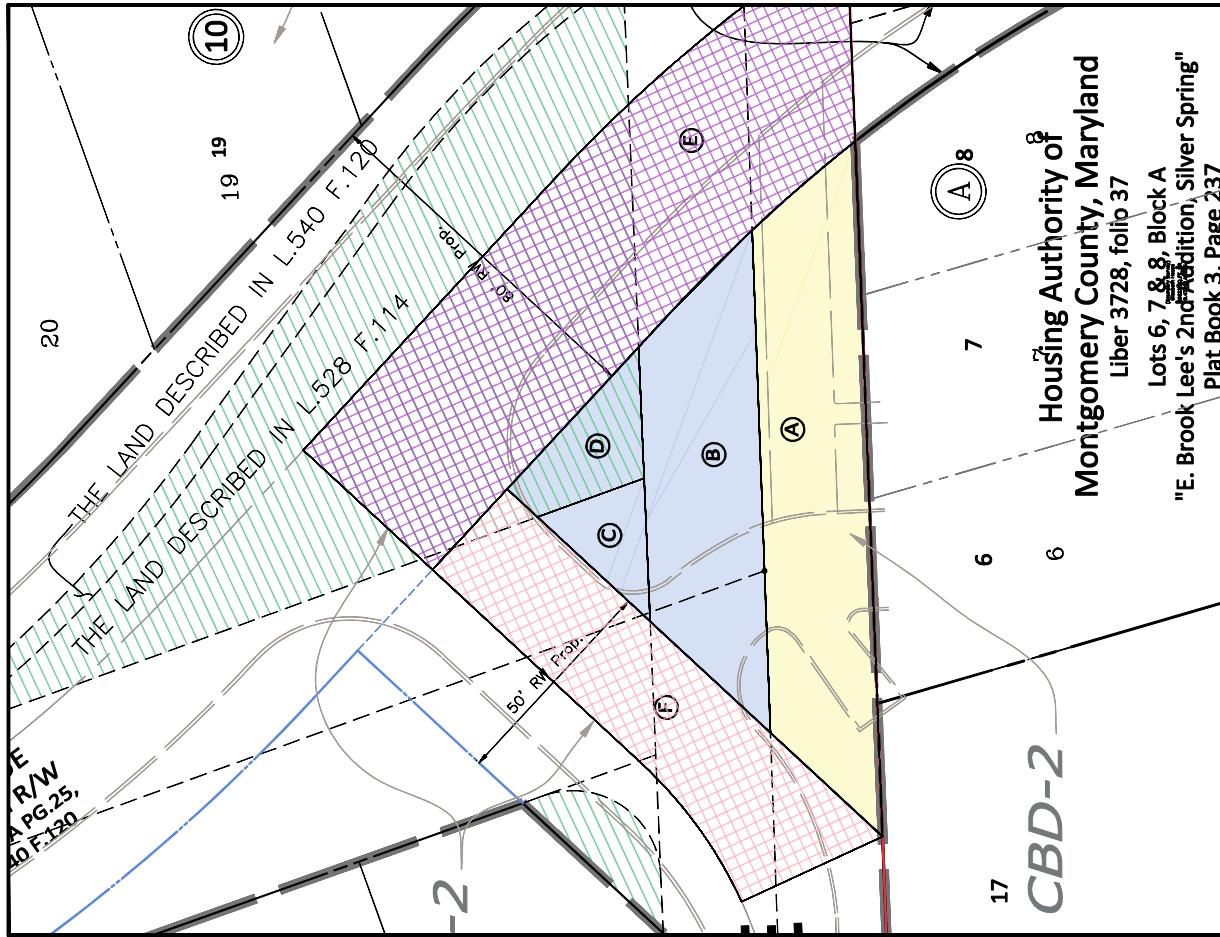 10
19
19
20
THE LAND DESCRIBED IN L.540 F.120
THE LAND DESCRIBED IN L.528 F.114
80' RW Prop.
50' RW Prop.
E
D
C
B
A
F
R/W
PG.25,
F.120
-2
A
8
8
7
7
6
6
17
Housing Authority of
Montgomery County, Maryland
Liber 3728, folio 37
Lots 6, 7 & 8, Block A
"E. Brook Lee's 2nd Addition, Silver Spring"
Plat Book 3, Page 237
CBD-2